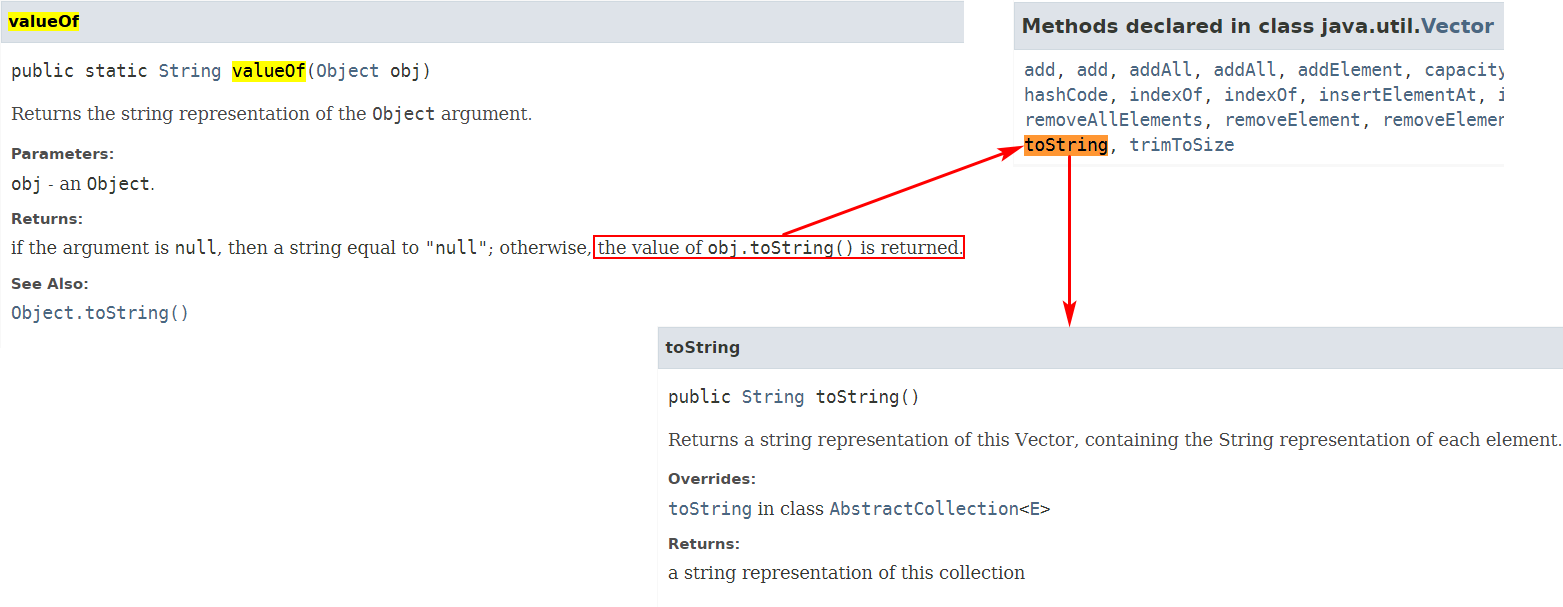 valueOf
public static String valueOf(Object obj)
Returns the string representation of the Object argument.
Parameters:
obj - an Object.
Returns:
if the argument is null, then a string equal to "null"; otherwise, the value of obj.toString() is returned.
See Also:
Object.toString()
Methods declared in class java.util.Vector
add, add, addAll, addAll, addElement, capacity
hashCode, indexOf, indexOf, insertElementAt,
removeAllElements, removeElement, removeElemen
toString, trimToSize
toString
public String toString()
Returns a string representation of this Vector, containing the String representation of each element.
Overrides:
toString in class AbstractCollection<E>
Returns:
a string representation of this collection